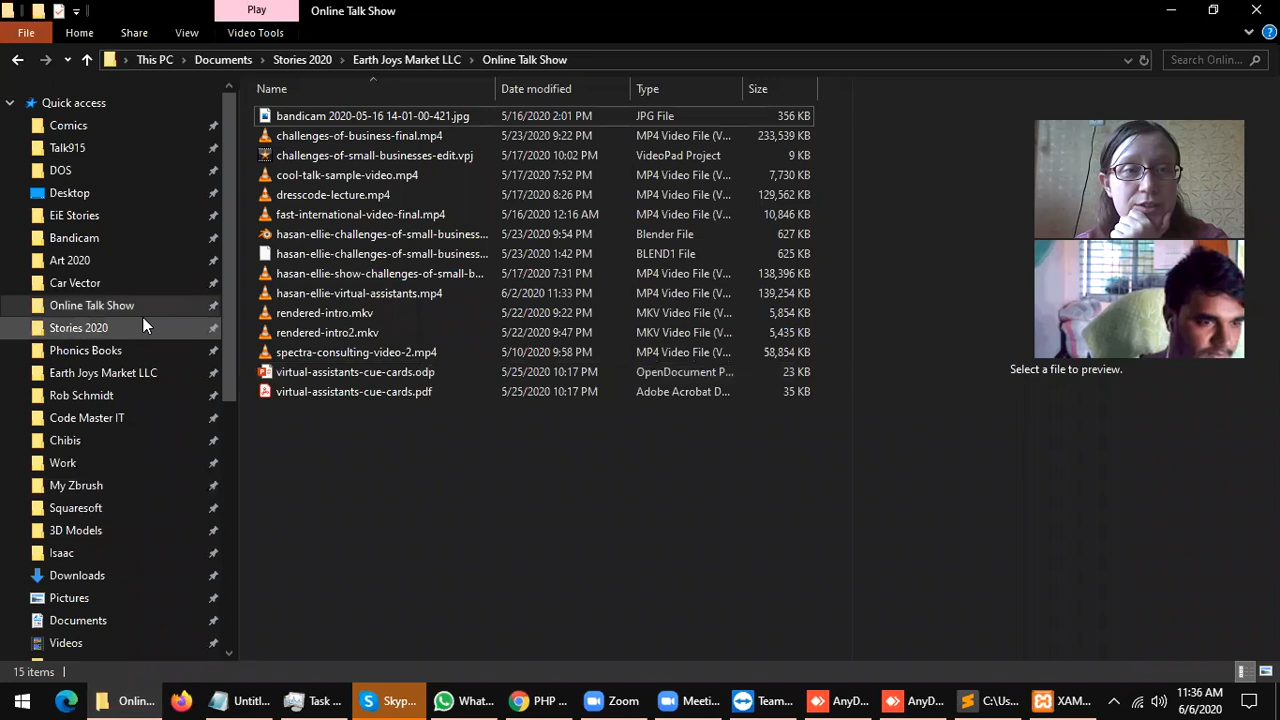 Play
Online Talk Show
File
Home
Share
View
Video Tools
This PC
Documents
Stories 2020
Earth Joys Market LLC
Online Talk Show
Search Onlin...
Name
Date modified
Type
Size
Quick access
Comics
Talk915
DOS
Desktop
EiE Stories
Bandicam
Art 2020
Car Vector
Online Talk Show
Stories 2020
Phonics Books
Earth Joys Market LLC
Rob Schmidt
Code Master IT
Chibis
Work
My Zbrush
Squaresoft
3D Models
Isaac
Downloads
Pictures
Documents
Videos
bandicam 2020-05-16 14-01-00-421.jpg 5/16/2020 2:01 PM JPG File 356 KB
challenges-of-business-final.mp4 5/23/2020 9:22 PM MP4 Video File (V... 233,539 KB
challenges-of-small-businesses-edit.vpj 5/17/2020 10:02 PM VideoPad Project 9 KB
cool-talk-sample-video.mp4 5/17/2020 7:52 PM MP4 Video File (V... 7,730 KB
dresscode-lecture.mp4 5/17/2020 8:26 PM MP4 Video File (V... 129,562 KB
fast-international-video-final.mp4 5/16/2020 12:16 AM MP4 Video File (V... 10,846 KB
hasan-ellie-challenges-of-small-business... 5/23/2020 9:54 PM Blender File 627 KB
hasan-ellie-challenges-of-small-business... 5/23/2020 1:42 PM BLEND1 File 625 KB
hasan-ellie-show-challenges-of-small-b... 5/17/2020 7:31 PM MP4 Video File (V... 138,396 KB
hasan-ellie-virtual-assistants.mp4 6/2/2020 11:33 PM MP4 Video File (V... 139,254 KB
rendered-intro.mkv 5/22/2020 9:22 PM MKV Video File (V... 5,854 KB
rendered-intro2.mkv 5/22/2020 9:47 PM MKV Video File (V... 5,435 KB
spectra-consulting-video-2.mp4 5/10/2020 9:58 PM MP4 Video File (V... 58,854 KB
virtual-assistants-cue-cards.odp 5/25/2020 10:17 PM OpenDocument P... 23 KB
virtual-assistants-cue-cards.pdf 5/25/2020 10:17 PM Adobe Acrobat D... 35 KB
Select a file to preview.
15 items
Onlin...
Untitl...
Task ...
Skyp...
What...
PHP ...
Zoom
Meeti...
Team...
AnyD...
AnyD...
C:\Us...
XAM...
11:36 AM
6/6/2020